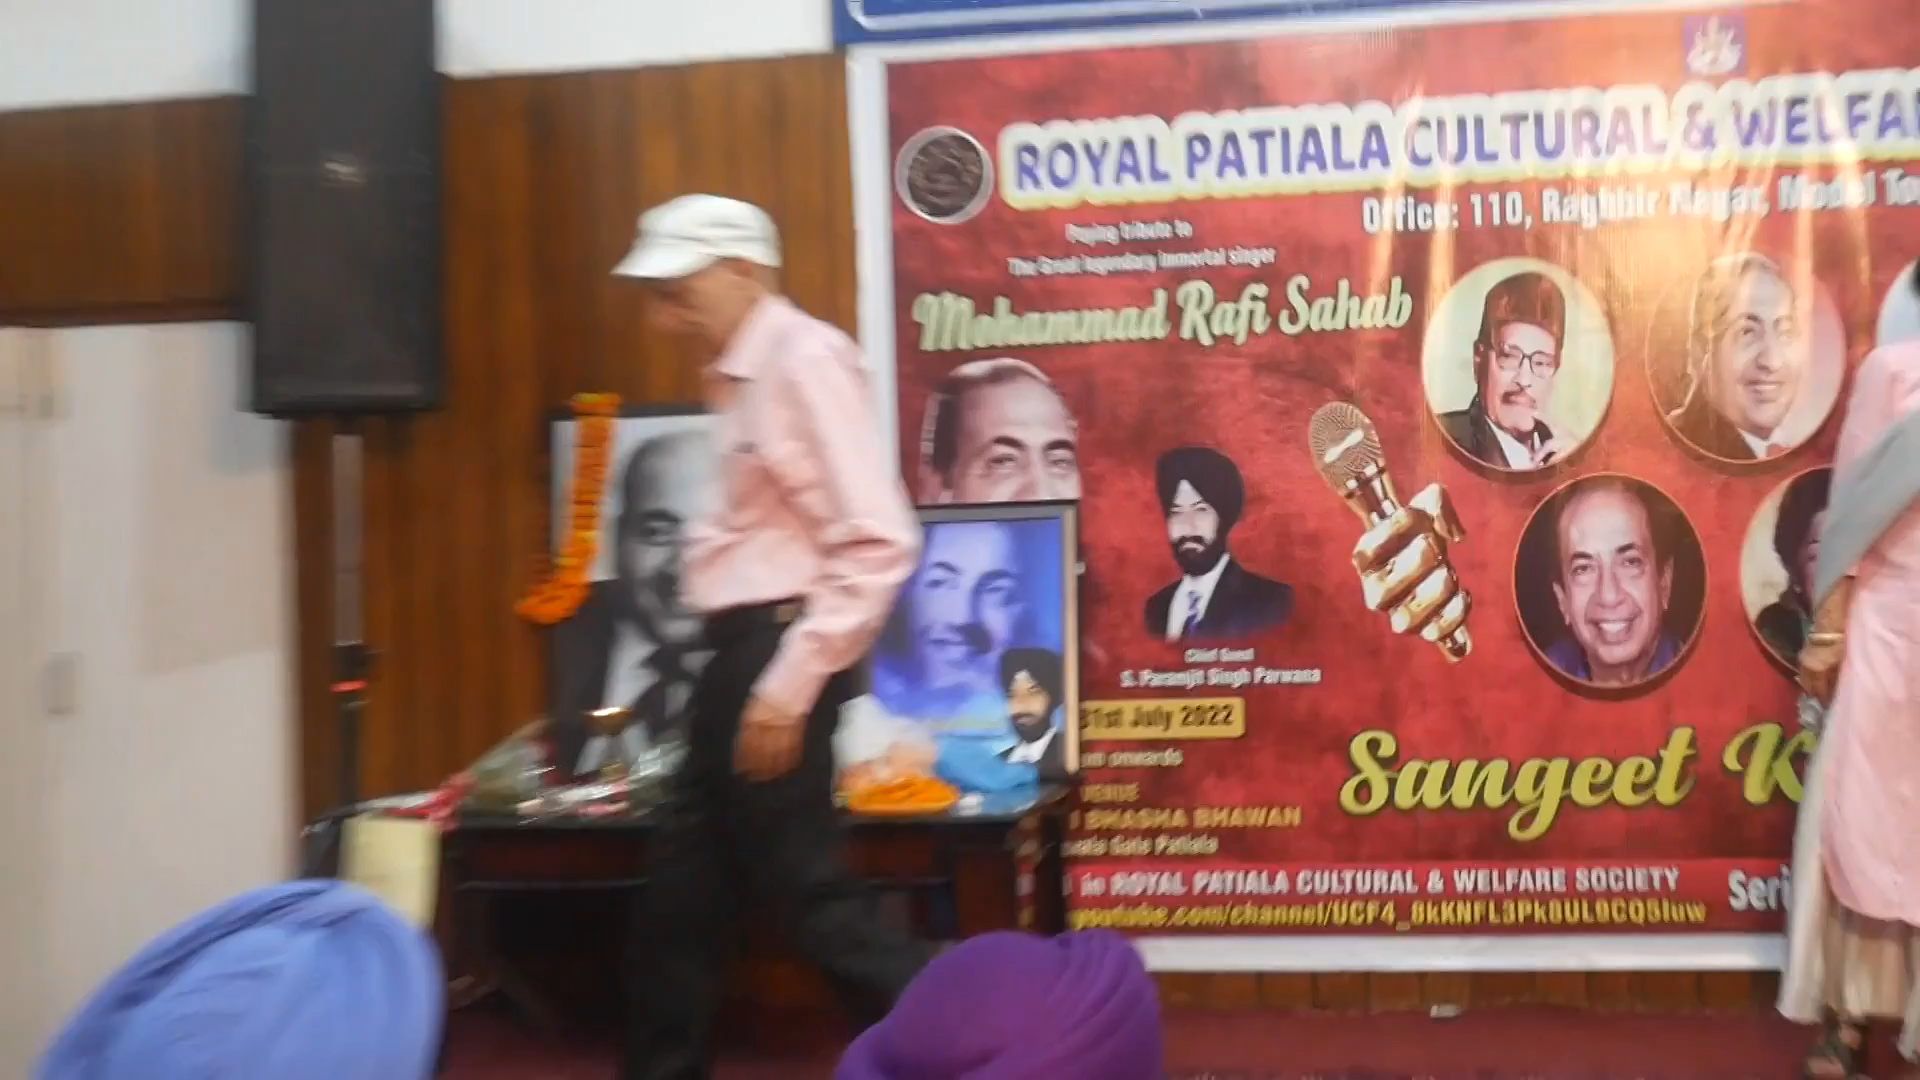 ROYAL PATIALA CULTURAL & WELFA
Office: 110, Raghbir Nagar, Model To
Paying tribute to
The Great legendary immortal singer
Mohammad Rafi Sahab
Chief Guest
S. Paramjit Singh Parwana
31st July 2022
onwards
VENUE
BHASHA BHAWAN
Gate Patiala
Sangeet K
in ROYAL PATIALA CULTURAL & WELFARE SOCIETY
Seri